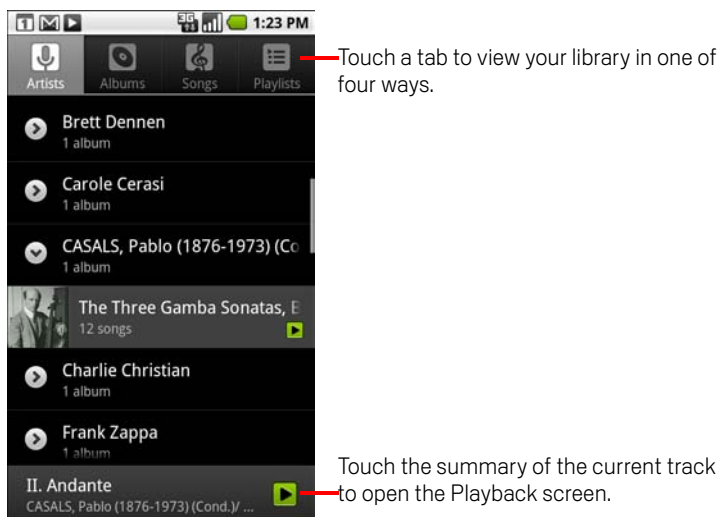 1 1:23 PM
3G
Artists Albums Songs Playlists
Touch a tab to view your library in one of
four ways.
Brett Dennen
1 album
Carole Cerasi
1 album
CASALS, Pablo (1876-1973) (Co
1 album
The Three Gamba Sonatas, B
12 songs
Charlie Christian
1 album
Frank Zappa
1 album
II. Andante
CASALS, Pablo (1876-1973) (Cond.)/ ...
Touch the summary of the current track
to open the Playback screen.